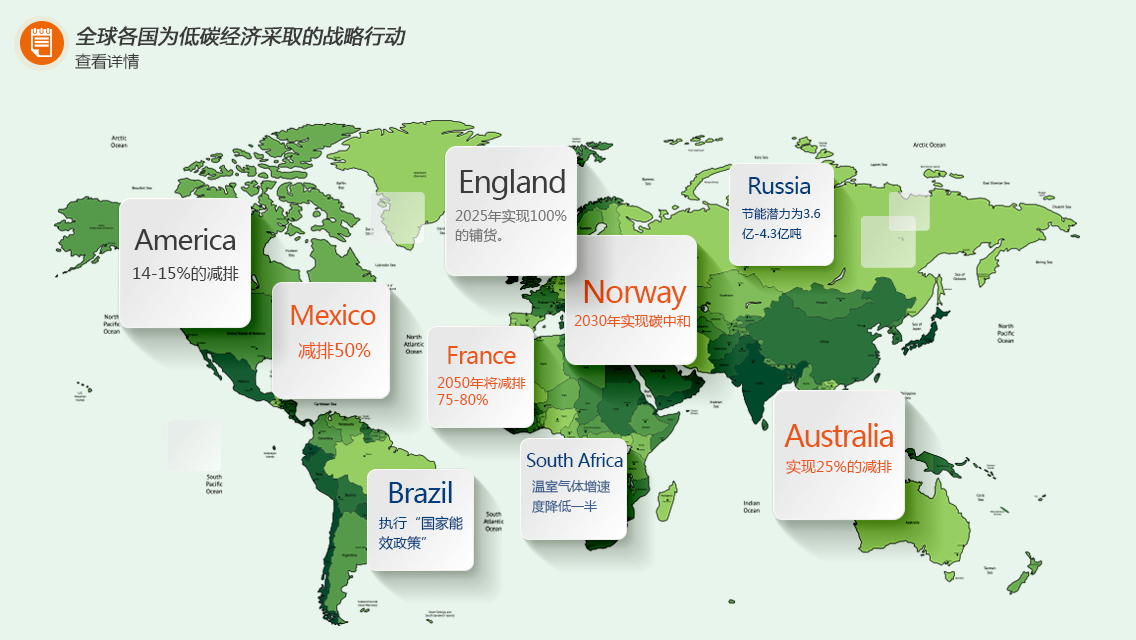 全球各国为低碳经济采取的战略行动
查看详情
Arctic
Ocean
Arctic Ocean
England
2025年实现100%
的铺货。
Russia
节能潜力为3.6
亿-4.3亿吨
America
14-15%的减排
Norway
2030年实现碳中和
Mexico
减排50%
North
Pacific
Ocean
North
Atlantic
Ocean
North
Pacific
Ocean
France
2050年将减排
75-80%
Australia
实现25%的减排
South Africa
温室气体增速
度降低一半
Brazil
执行“国家能
效政策”
South
Pacific
Ocean
South
Atlantic
Ocean
Indian
Ocean